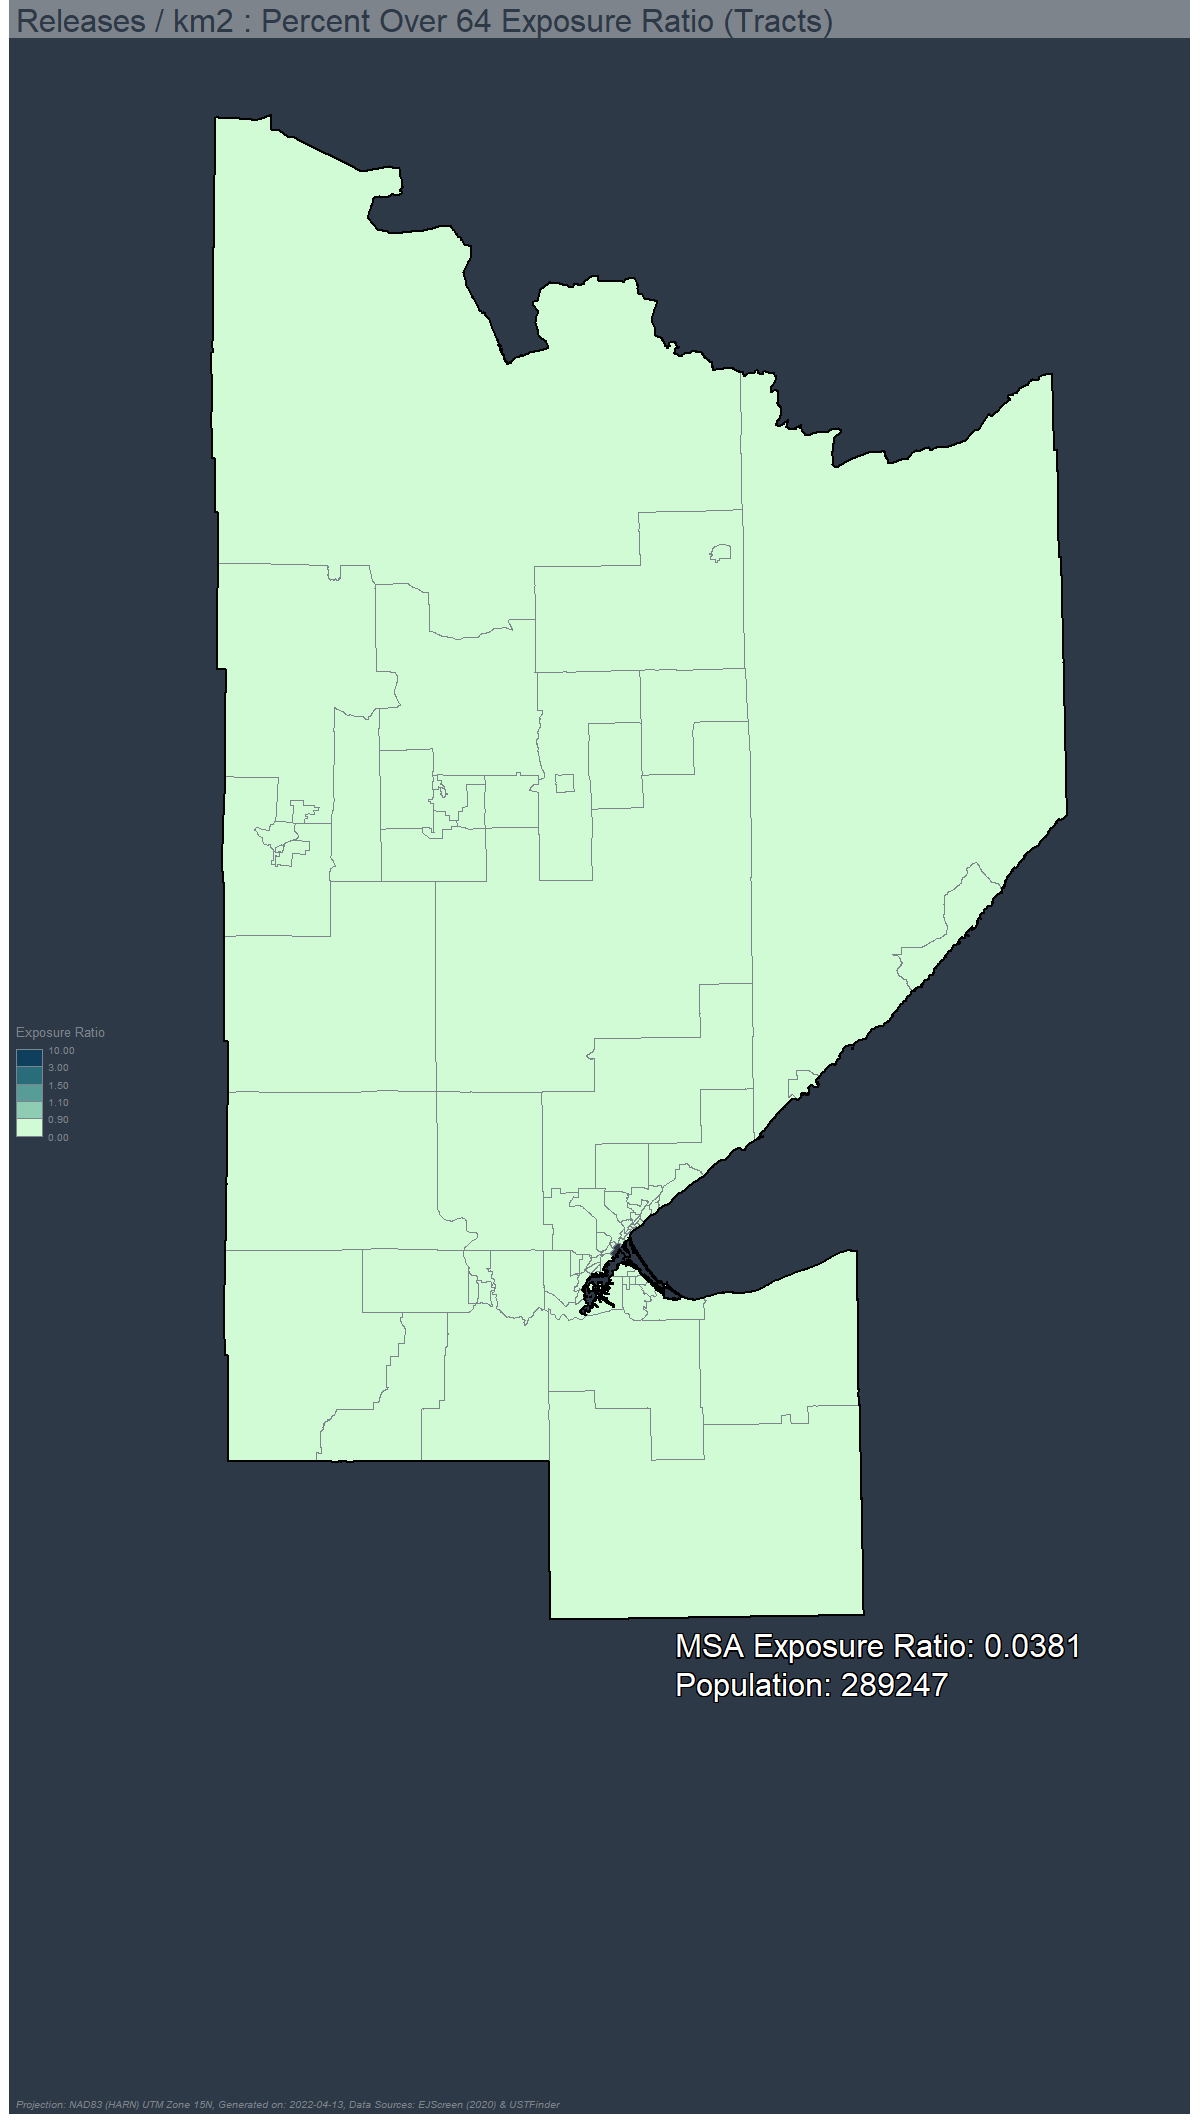 Releases / km2 : Percent Over 64 Exposure Ratio (Tracts)
Exposure Ratio
10.00
3.00
1.50
1.10
0.90
0.00
MSA Exposure Ratio: 0.0381
Population: 289247
Projection: NAD83 (HARN) UTM Zone 15N, Generated on: 2022-04-13, Data Sources: EJScreen (2020) & USTFinder